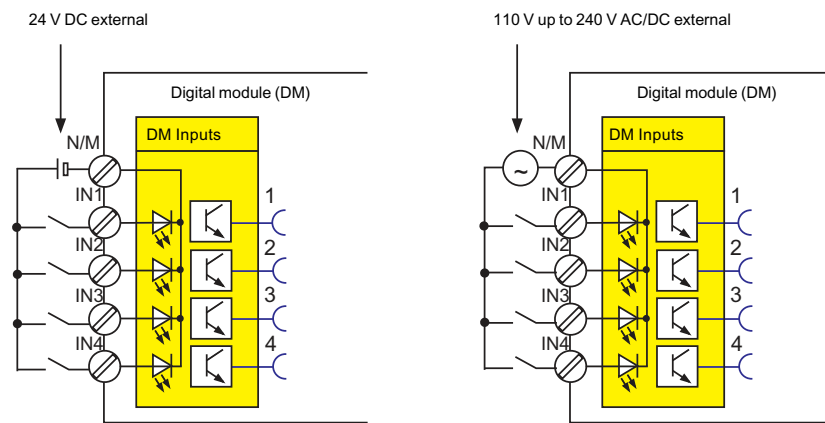 24 V DC external
Digital module (DM)
DM Inputs
N/M
IN1
1
IN2
2
IN3
3
IN4
4
110 V up to 240 V AC/DC external
Digital module (DM)
DM Inputs
N/M
~
IN1
1
IN2
2
IN3
3
IN4
4